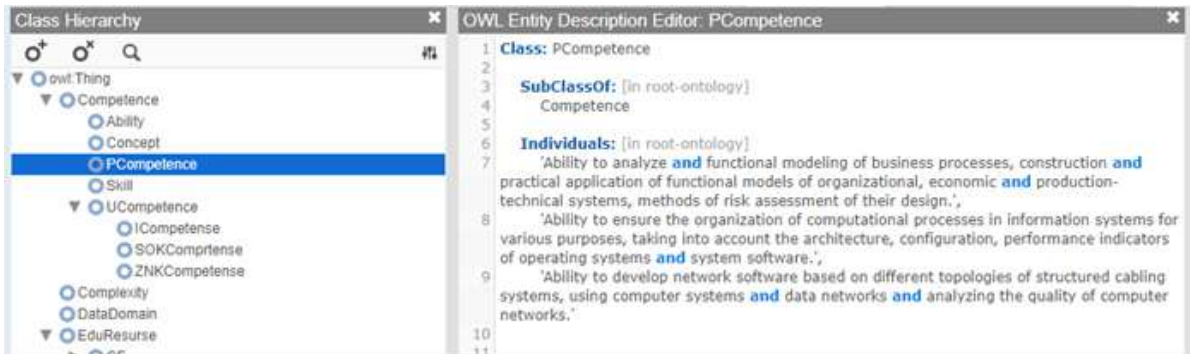 Class Hierarchy
owl:Thing
Competence
Ability
Concept
PCompetence
Skill
UCompetence
ICompetense
SOKComprtense
ZNKCompetense
Complexity
DataDomain
EduResurse
OWL Entity Description Editor: PCompetence
1 Class: PCompetence
2
3 SubClassOf: [in root-ontology]
4 Competence
5
6 Individuals: [in root-ontology]
7 'Ability to analyze and functional modeling of business processes, construction and
practical application of functional models of organizational, economic and production-
technical systems, methods of risk assessment of their design.',
8 'Ability to ensure the organization of computational processes in information systems for
various purposes, taking into account the architecture, configuration, performance indicators
of operating systems and system software.',
9 'Ability to develop network software based on different topologies of structured cabling
systems, using computer systems and data networks and analyzing the quality of computer
networks.'
10
11